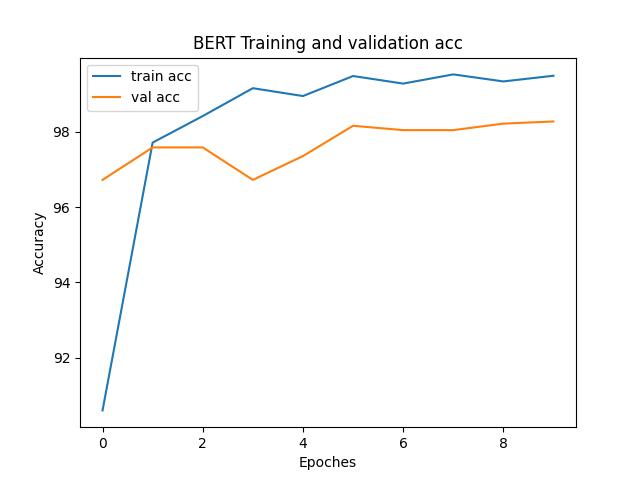 BERT Training and validation acc
train acc
val acc
98
96
94
92
Accuracy
0 2 4 6 8
Epoches